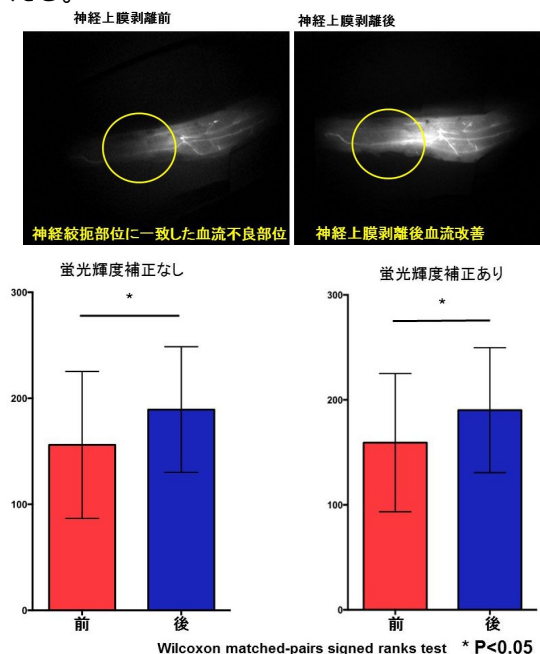 神経上膜剥離前
神経上膜剥離後
神経絞扼部位に一致した血流不良部位
神経上膜剥離後血流改善
蛍光輝度補正なし
蛍光輝度補正あり
300
*
200
100
0
前
後
300
*
200
100
0
前
後
Wilcoxon matched-pairs signed ranks test * P<0.05